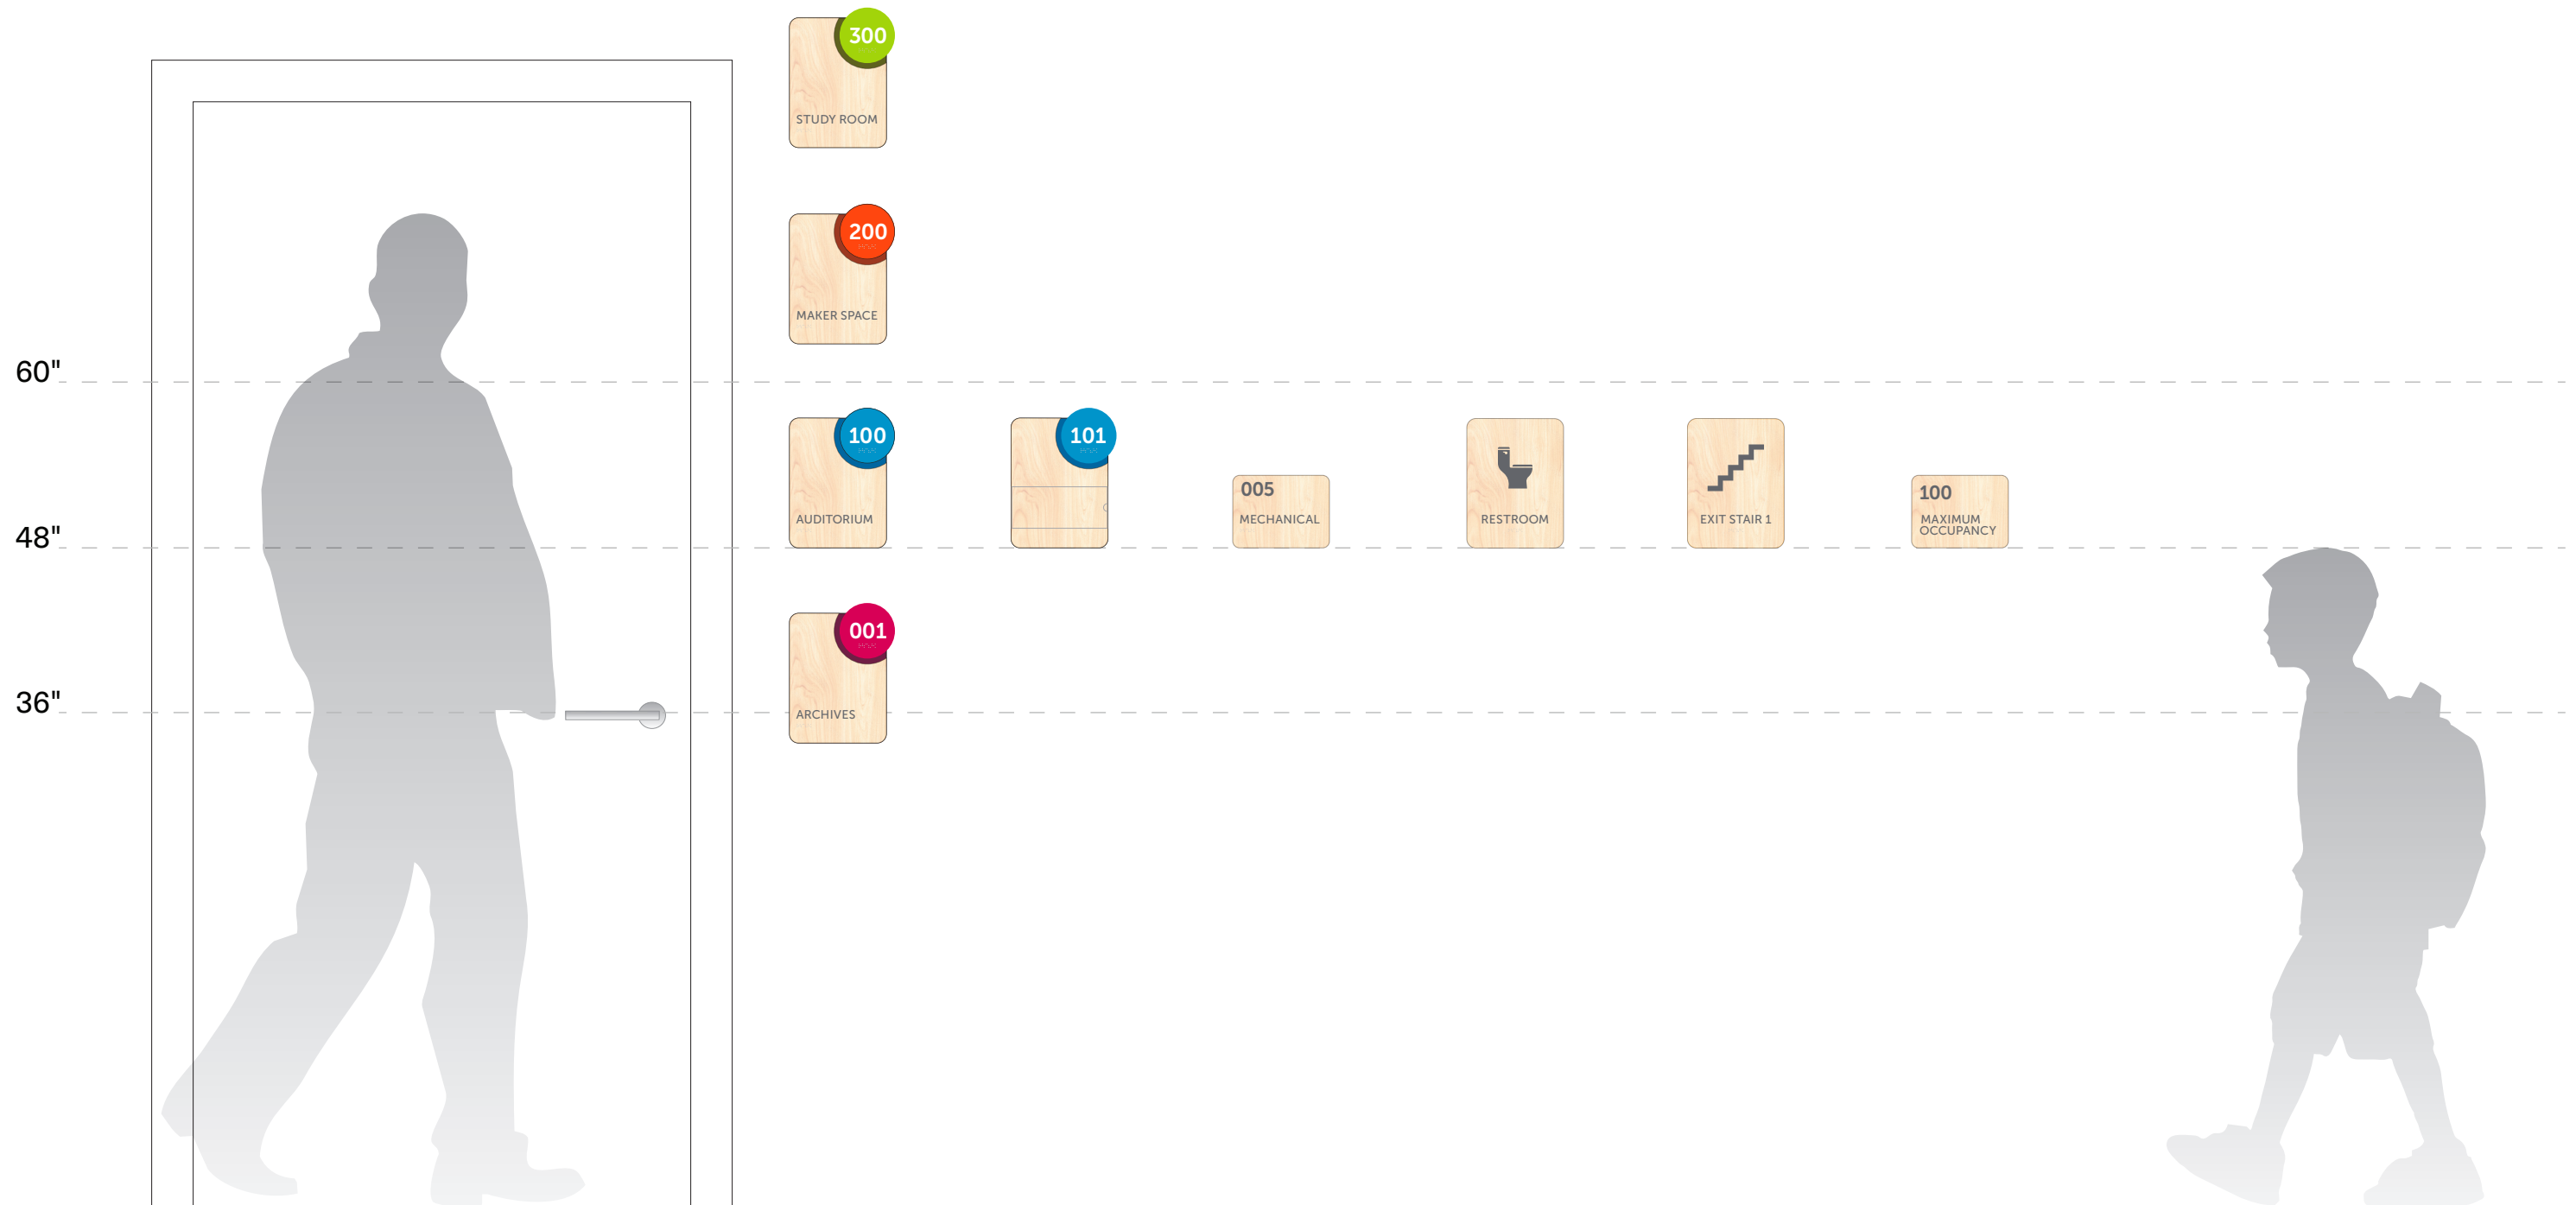 300
STUDY ROOM
200
MAKER SPACE
60"
100
AUDITORIUM
101
005
MECHANICAL
RESTROOM
EXIT STAIR 1
100
MAXIMUM
OCCUPANCY
48"
001
ARCHIVES
36"